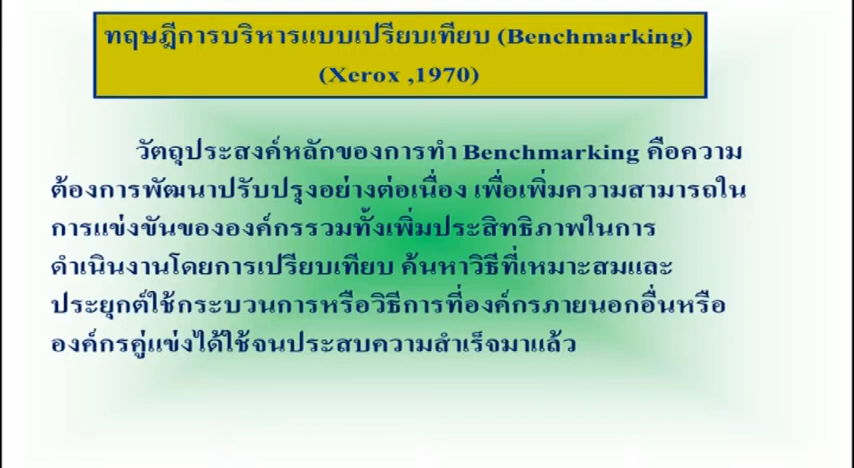 ทฤษฎีการบริหารแบบเปรียบเทียบ (Benchmarking)
(Xerox ,1970)
วัตถุประสงค์หลักของการทำ Benchmarking คือความ
ต้องการพัฒนาปรับปรุงอย่างต่อเนื่อง เพื่อเพิ่มความสามารถใน
การแข่งขันขององค์กรรวมทั้งเพิ่มประสิทธิภาพในการ
ดำเนินงานโดยการเปรียบเทียบ ค้นหาวิธีที่เหมาะสมและ
ประยุกต์ใช้กระบวนการหรือวิธีการที่องค์กรภายนอกอื่นหรือ
องค์กรคู่แข่งได้ใช้จนประสบความสำเร็จมาแล้ว